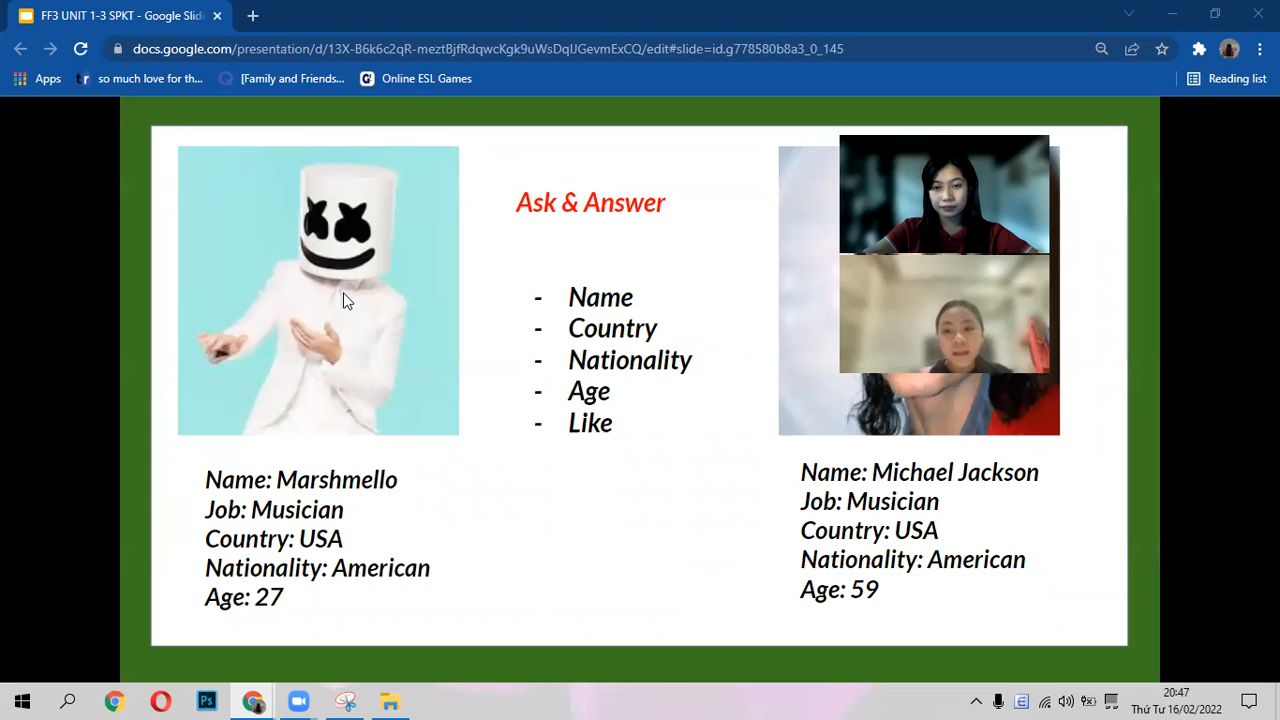 FF3 UNIT 1-3 SPKT - Google Slid
docs.google.com/presentation/d/13X-B6k6c2qR-meztBjfRdqwcKgk9uWsDqIJGevmExCQ/edit#slide=id.g778580b8a3_0_145
Apps
tr so much love for th...
[Family and Friends...
Online ESL Games
Reading list
Ask & Answer
- Name
- Country
- Nationality
- Age
- Like
Name: Marshmello
Job: Musician
Country: USA
Nationality: American
Age: 27
Name: Michael Jackson
Job: Musician
Country: USA
Nationality: American
Age: 59
Ps
E
20:47
Thứ Tư 16/02/2022